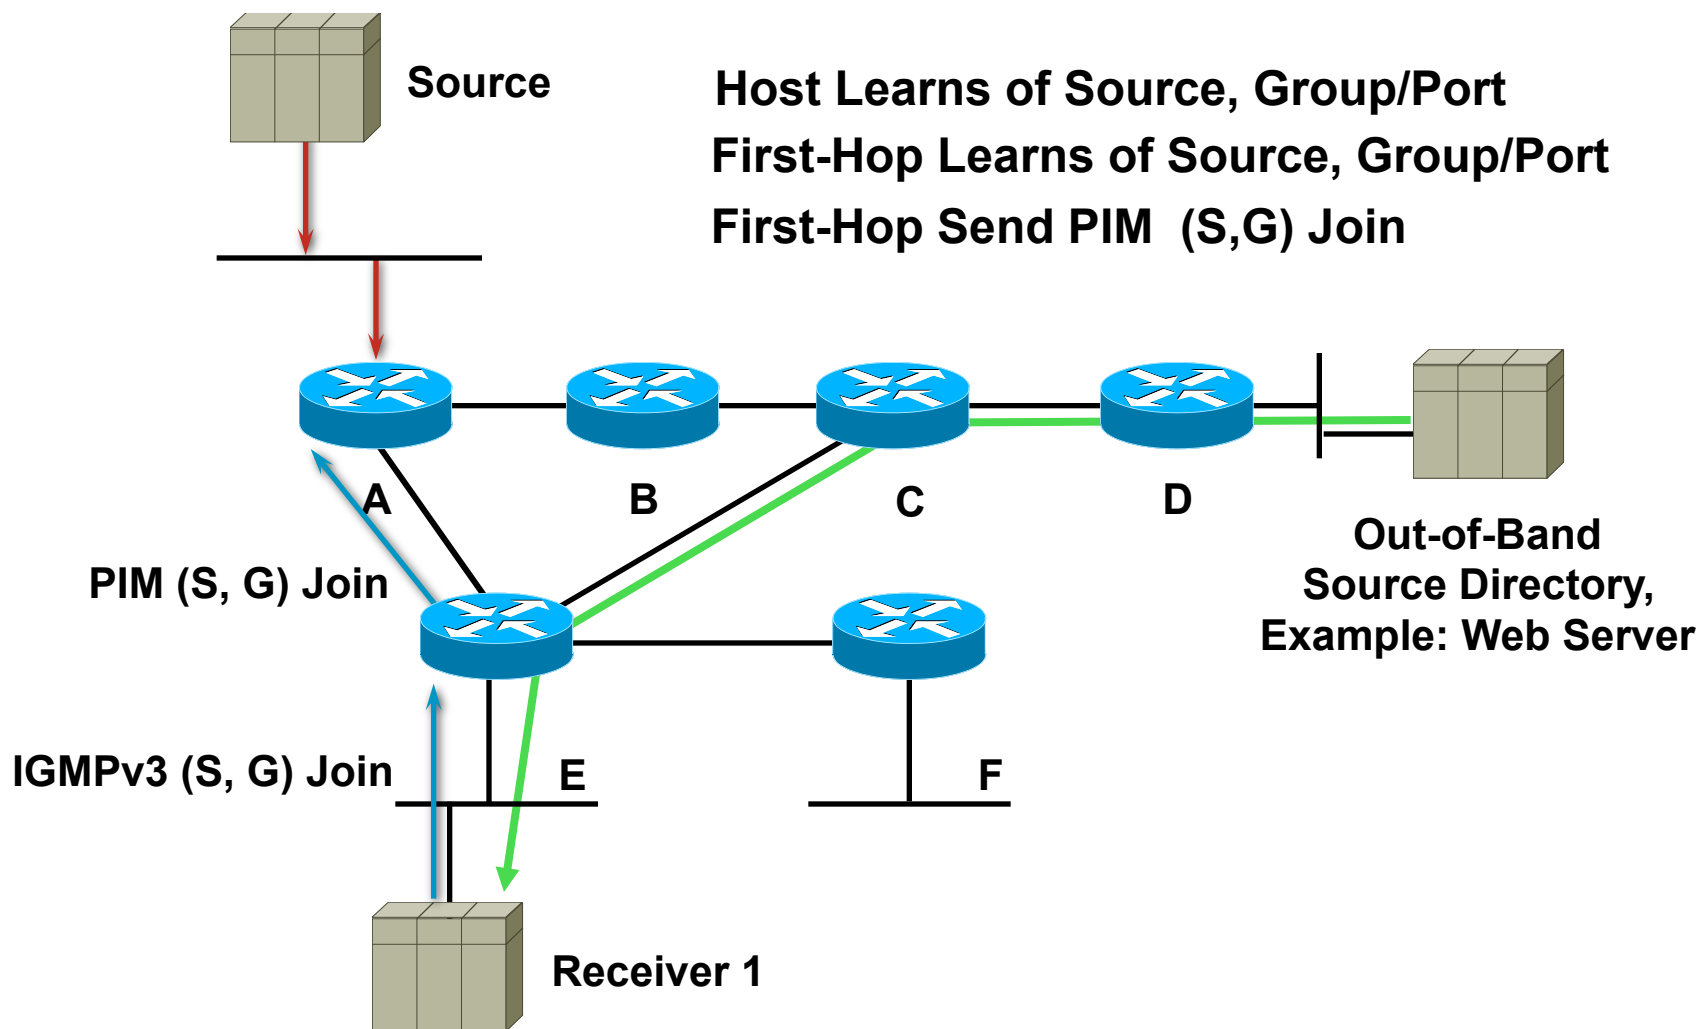 Source
Host Learns of Source, Group/Port
First-Hop Learns of Source, Group/Port
First-Hop Send PIM (S,G) Join
A
B
C
D
Out-of-Band
Source Directory,
Example: Web Server
PIM (S, G) Join
IGMPv3 (S, G) Join
E
F
Receiver 1